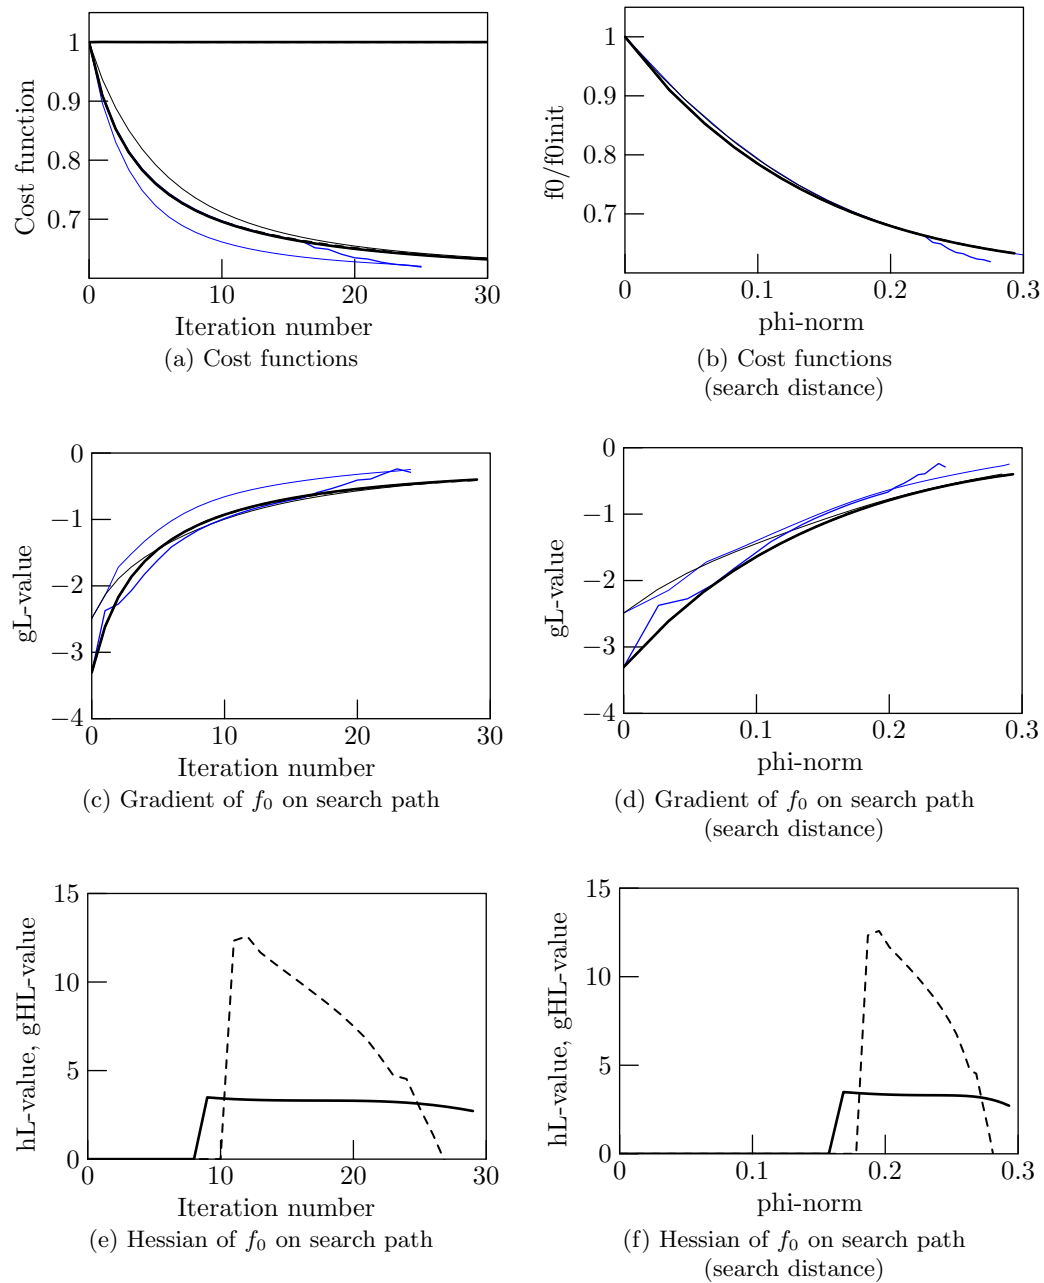 1
0.9
0.8
0.7
Cost function
0
10
20
30
Iteration number
(a) Cost functions
1
0.9
0.8
0.7
f0/f0init
0
0.1
0.2
0.3
phi-norm
(b) Cost functions
(search distance)
0
−1
−2
−3
−4
gL-value
0
10
20
30
Iteration number
(c) Gradient of f0 on search path
0
−1
−2
−3
−4
gL-value
0
0.1
0.2
0.3
phi-norm
(d) Gradient of f0 on search path
(search distance)
15
10
5
0
hL-value, gHL-value
0
10
20
30
Iteration number
(e) Hessian of f0 on search path
15
10
5
0
hL-value, gHL-value
0
0.1
0.2
0.3
phi-norm
(f) Hessian of f0 on search path
(search distance)